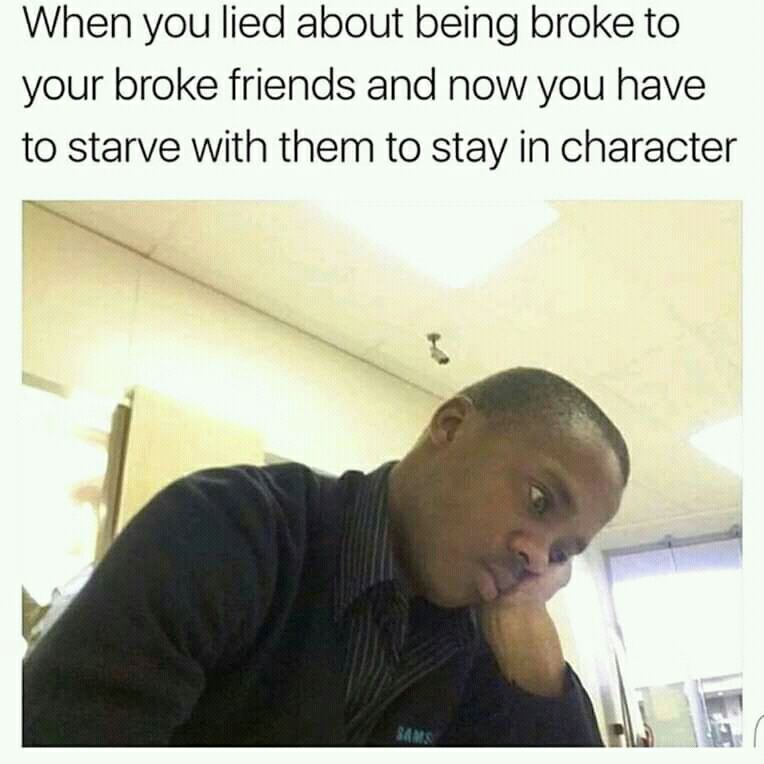 When you lied about being broke to
your broke friends and now you have
to starve with them to stay in character
SAMS